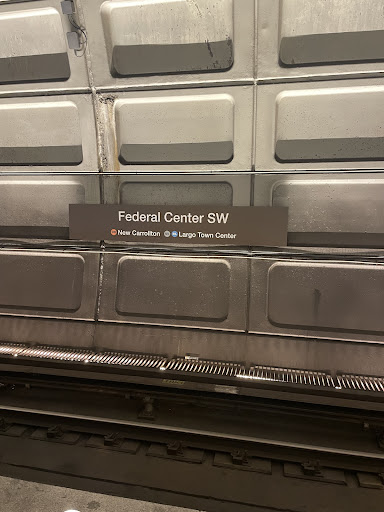 Federal Center SW
New Carrollton Largo Town Center